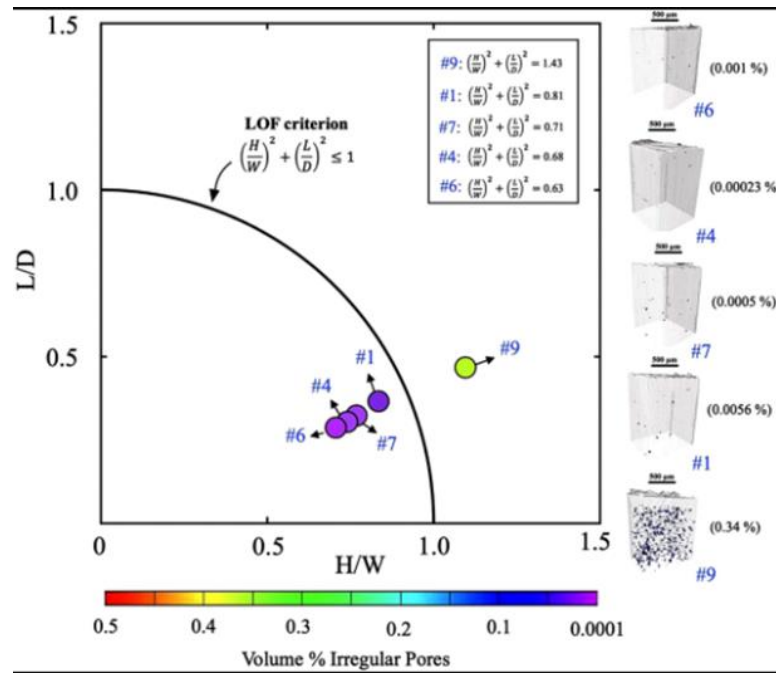 1.5
1.0
0.5
0
0.5
1.0
1.5
L/D
H/W
LOF criterion
(H/W)² + (L/D)² ≤ 1
#9: (H/W)² + (L/D)² = 1.43
#1: (H/W)² + (L/D)² = 0.81
#7: (H/W)² + (L/D)² = 0.71
#4: (H/W)² + (L/D)² = 0.68
#6: (H/W)² + (L/D)² = 0.63
#1
#9
#4
#6
#7
500 µm
(0.001 %)
#6
500 µm
(0.00023 %
#4
500 µm
(0.0005 %)
#7
500 µm
(0.0056 %)
#1
500 µm
(0.34 %)
#9
0.5 0.4 0.3 0.2 0.1 0.0001
Volume % Irregular Pores